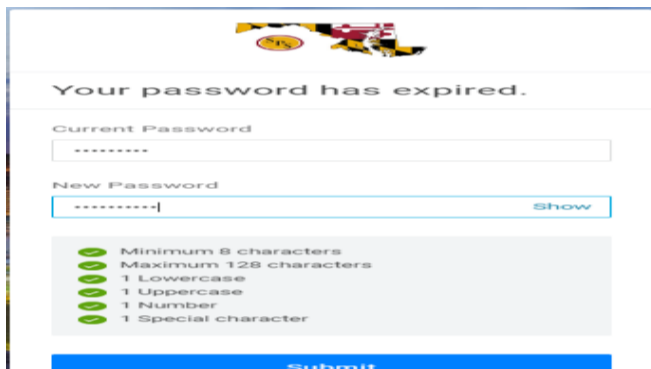 SPS
Your password has expired.
Current Password
•••••••••
New Password
••••••••••
Show
Minimum 8 characters
Maximum 128 characters
1 Lowercase
1 Uppercase
1 Number
1 Special character
Submit